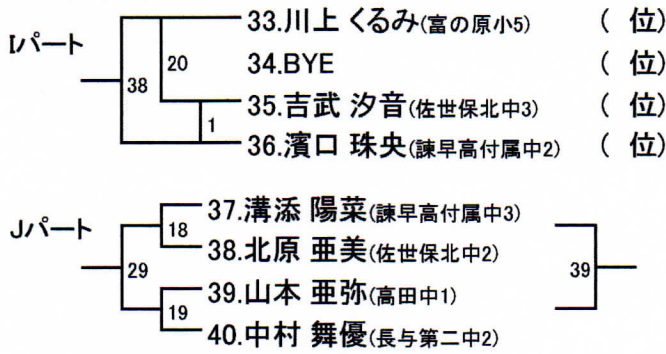 Iパート
33.川上 くるみ(富の原小5) ( 位)
34.BYE ( 位)
35.吉武 汐音(佐世保北中3) ( 位)
36.濱口 珠央(諫早高付属中2) ( 位)
20
38
1
Jパート
37.溝添 陽菜(諫早高付属中3)
18
38.北原 亜美(佐世保北中2)
29
39
39.山本 亜弥(高田中1)
19
40.中村 舞優(長与第二中2)